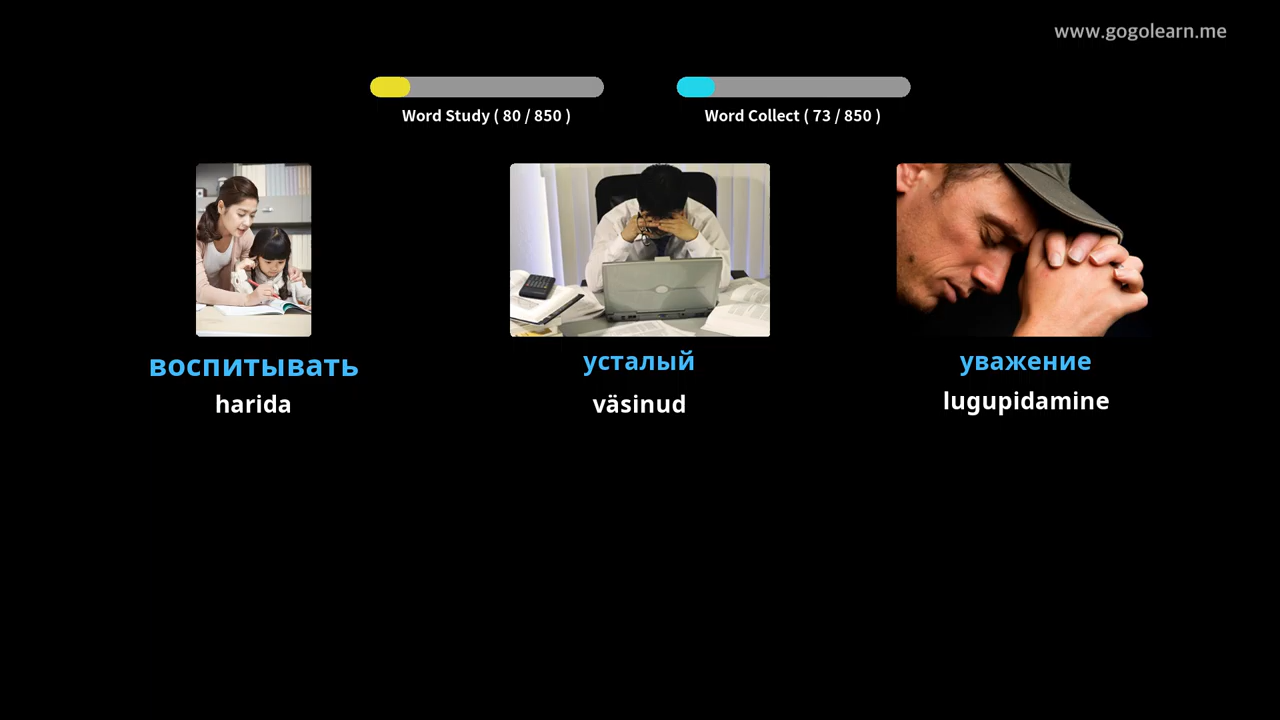 www.gogolearn.me
Word Study ( 80 / 850 )
Word Collect ( 73 / 850 )
воспитывать
harida
усталый
väsinud
уважение
lugupidamine